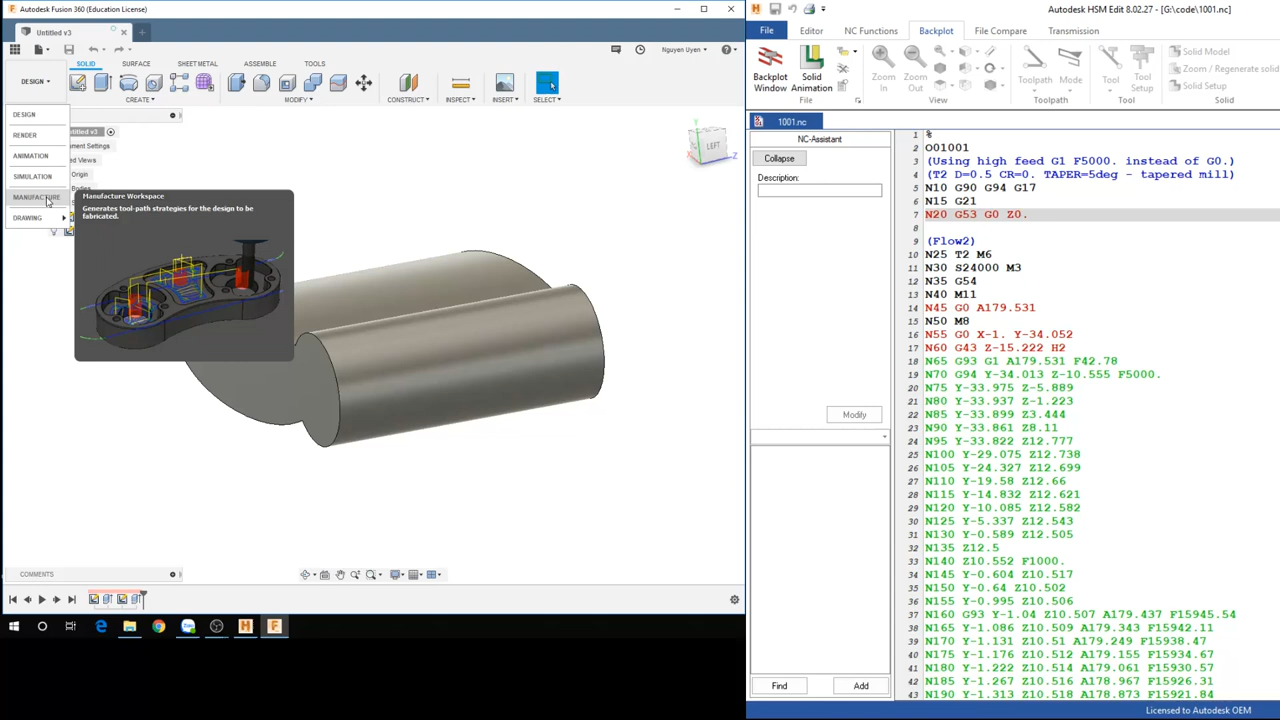 Autodesk Fusion 360 (Education License)
Untitled v3
Nguyen Uyen
DESIGN
SOLID SURFACE SHEET METAL ASSEMBLE TOOLS
CREATE MODIFY CONSTRUCT INSPECT INSERT SELECT
DESIGN
RENDER
ANIMATION
SIMULATION
MANUFACTURE
DRAWING
titled v3
ument Settings
ed Views
Origin
Bodies
Manufacture Workspace
Generates tool-path strategies for the design to be
fabricated.
LEFT
Y
X
Z
COMMENTS
Autodesk HSM Edit 8.02.27 - [G:\code\1001.nc]
File Editor NC Functions Backplot File Compare Transmission
Backplot
Window
Solid
Animation
Zoom
In
Zoom
Out
Toolpath
Mode
Tool
Tool
Setup
Solid Model
Zoom / Regenerate solid
Toolpath
File View Toolpath Tool Solid
1001.nc
NC-Assistant
Collapse
Description:
Modify
Find
Add
1 %
2 O01001
3 (Using high feed G1 F5000. instead of G0.)
4 (T2 D=0.5 CR=0. TAPER=5deg - tapered mill)
5 N10 G90 G94 G17
6 N15 G21
7 N20 G53 G0 Z0.
8
9 (Flow2)
10 N25 T2 M6
11 N30 S24000 M3
12 N35 G54
13 N40 M11
14 N45 G0 A179.531
15 N50 M8
16 N55 G0 X-1. Y-34.052
17 N60 G43 Z-15.222 H2
18 N65 G93 G1 A179.531 F42.78
19 N70 G94 Y-34.013 Z-10.555 F5000.
20 N75 Y-33.975 Z-5.889
21 N80 Y-33.937 Z-1.223
22 N85 Y-33.899 Z3.444
23 N90 Y-33.861 Z8.11
24 N95 Y-33.822 Z12.777
25 N100 Y-29.075 Z12.738
26 N105 Y-24.327 Z12.699
27 N110 Y-19.58 Z12.66
28 N115 Y-14.832 Z12.621
29 N120 Y-10.085 Z12.582
30 N125 Y-5.337 Z12.543
31 N130 Y-0.589 Z12.505
32 N135 Z12.5
33 N140 Z10.552 F1000.
34 N145 Y-0.604 Z10.517
35 N150 Y-0.64 Z10.502
36 N155 Y-0.995 Z10.506
37 N160 G93 Y-1.04 Z10.507 A179.437 F15945.54
38 N165 Y-1.086 Z10.509 A179.343 F15942.11
39 N170 Y-1.131 Z10.51 A179.249 F15938.47
40 N175 Y-1.176 Z10.512 A179.155 F15934.67
41 N180 Y-1.222 Z10.514 A179.061 F15930.57
42 N185 Y-1.267 Z10.516 A178.967 F15926.31
43 N190 Y-1.313 Z10.518 A178.873 F15921.84
Licensed to Autodesk OEM